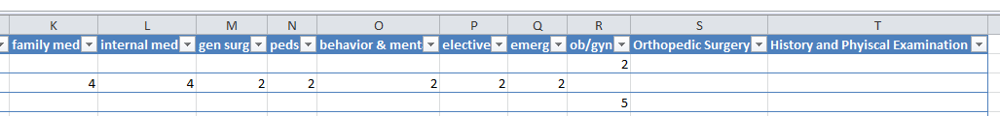 K L M N O P Q R S T
family med internal med gen surg peds behavior & ment elective emerg ob/gyn Orthopedic Surgery History and Phyiscal Examination
2
4 4 2 2 2 2 2
5